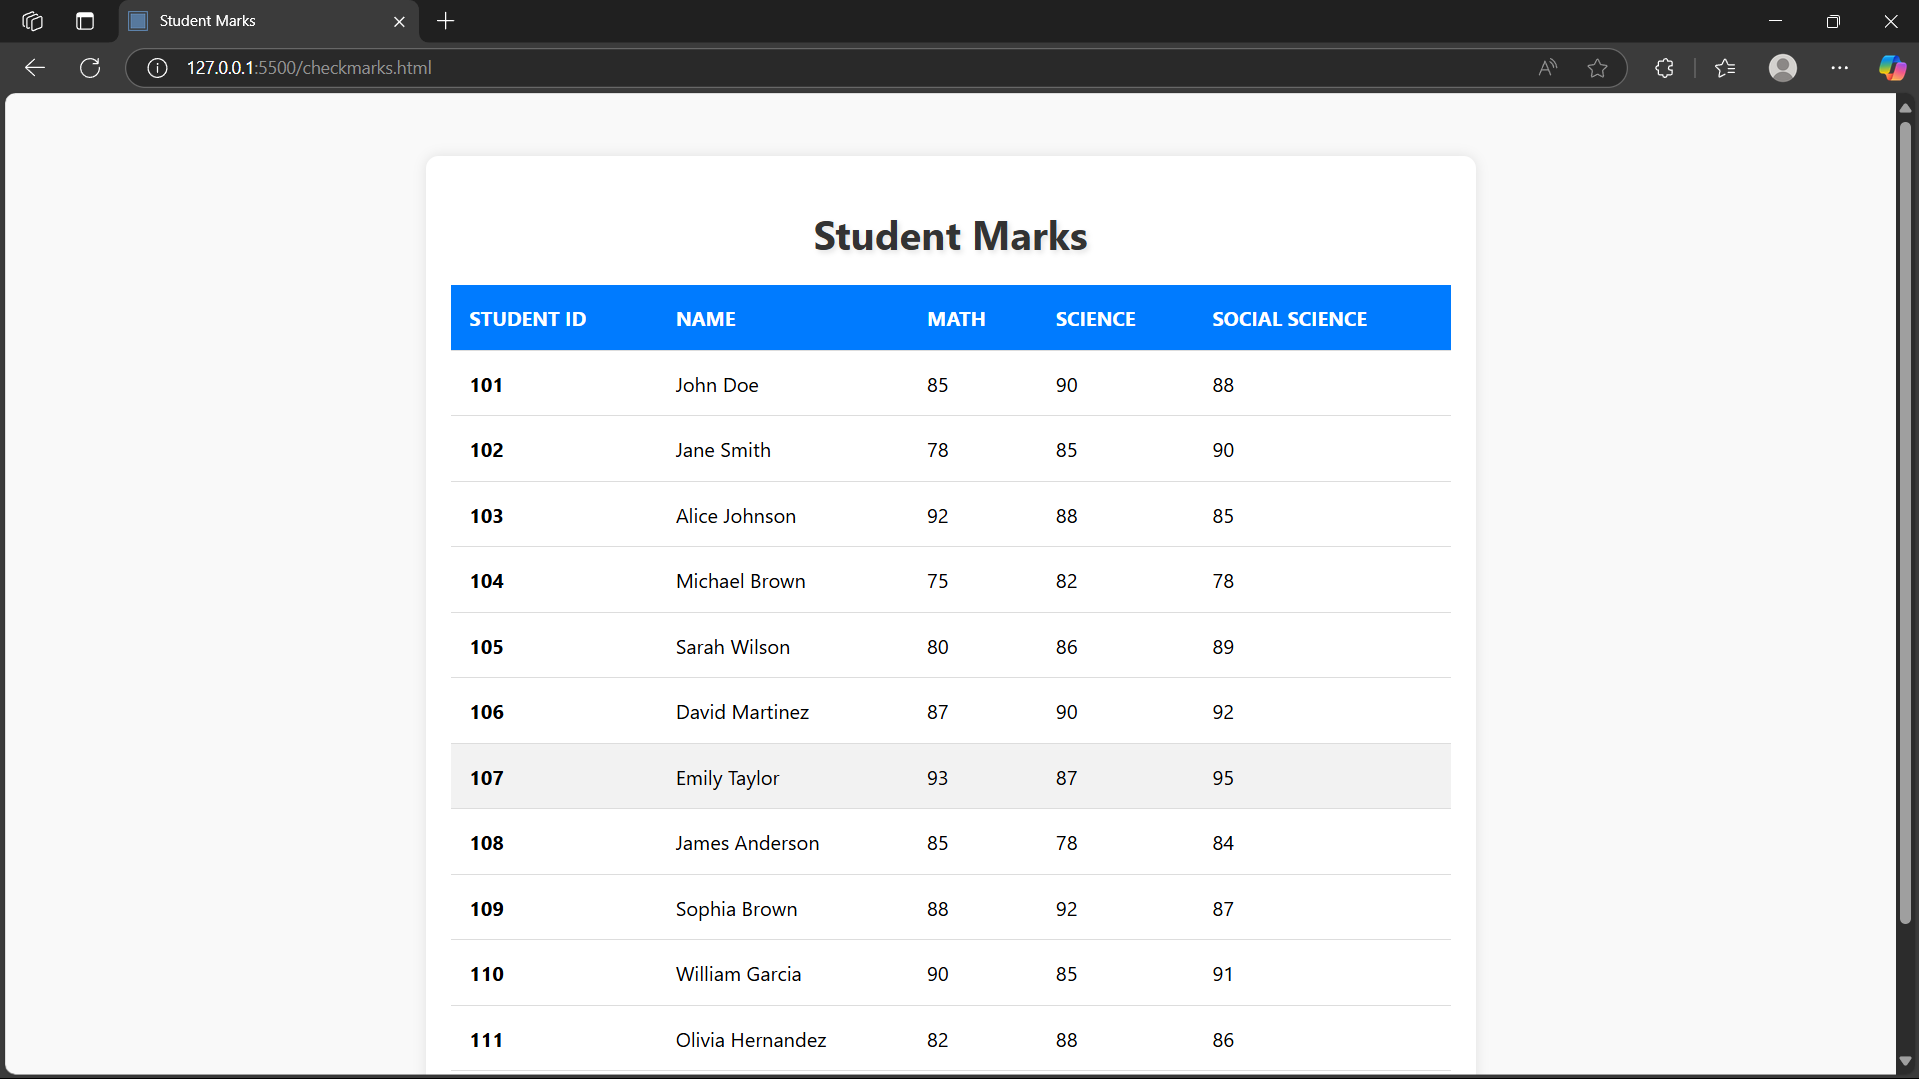 Student Marks
127.0.0.1:5500/checkmarks.html
Student Marks
STUDENT ID NAME MATH SCIENCE SOCIAL SCIENCE
101 John Doe 85 90 88
102 Jane Smith 78 85 90
103 Alice Johnson 92 88 85
104 Michael Brown 75 82 78
105 Sarah Wilson 80 86 89
106 David Martinez 87 90 92
107 Emily Taylor 93 87 95
108 James Anderson 85 78 84
109 Sophia Brown 88 92 87
110 William Garcia 90 85 91
111 Olivia Hernandez 82 88 86